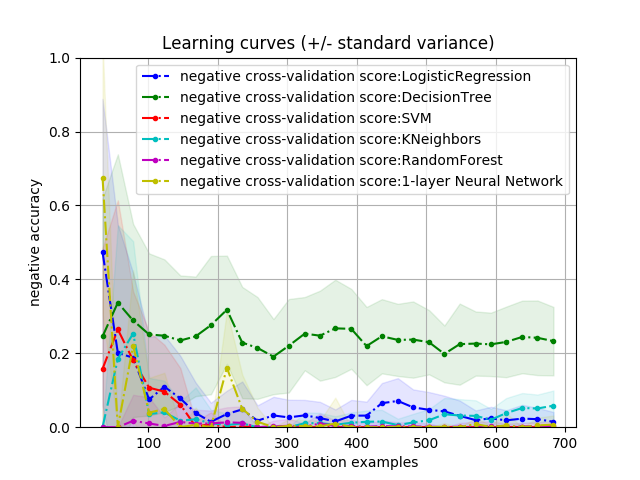 Learning curves (+/- standard variance)
negative cross-validation score:LogisticRegression
negative cross-validation score:DecisionTree
negative cross-validation score:SVM
negative cross-validation score:KNeighbors
negative cross-validation score:RandomForest
negative cross-validation score:1-layer Neural Network
negative accuracy
1.0
0.8
0.6
0.4
0.2
0.0
100 200 300 400 500 600 700
cross-validation examples